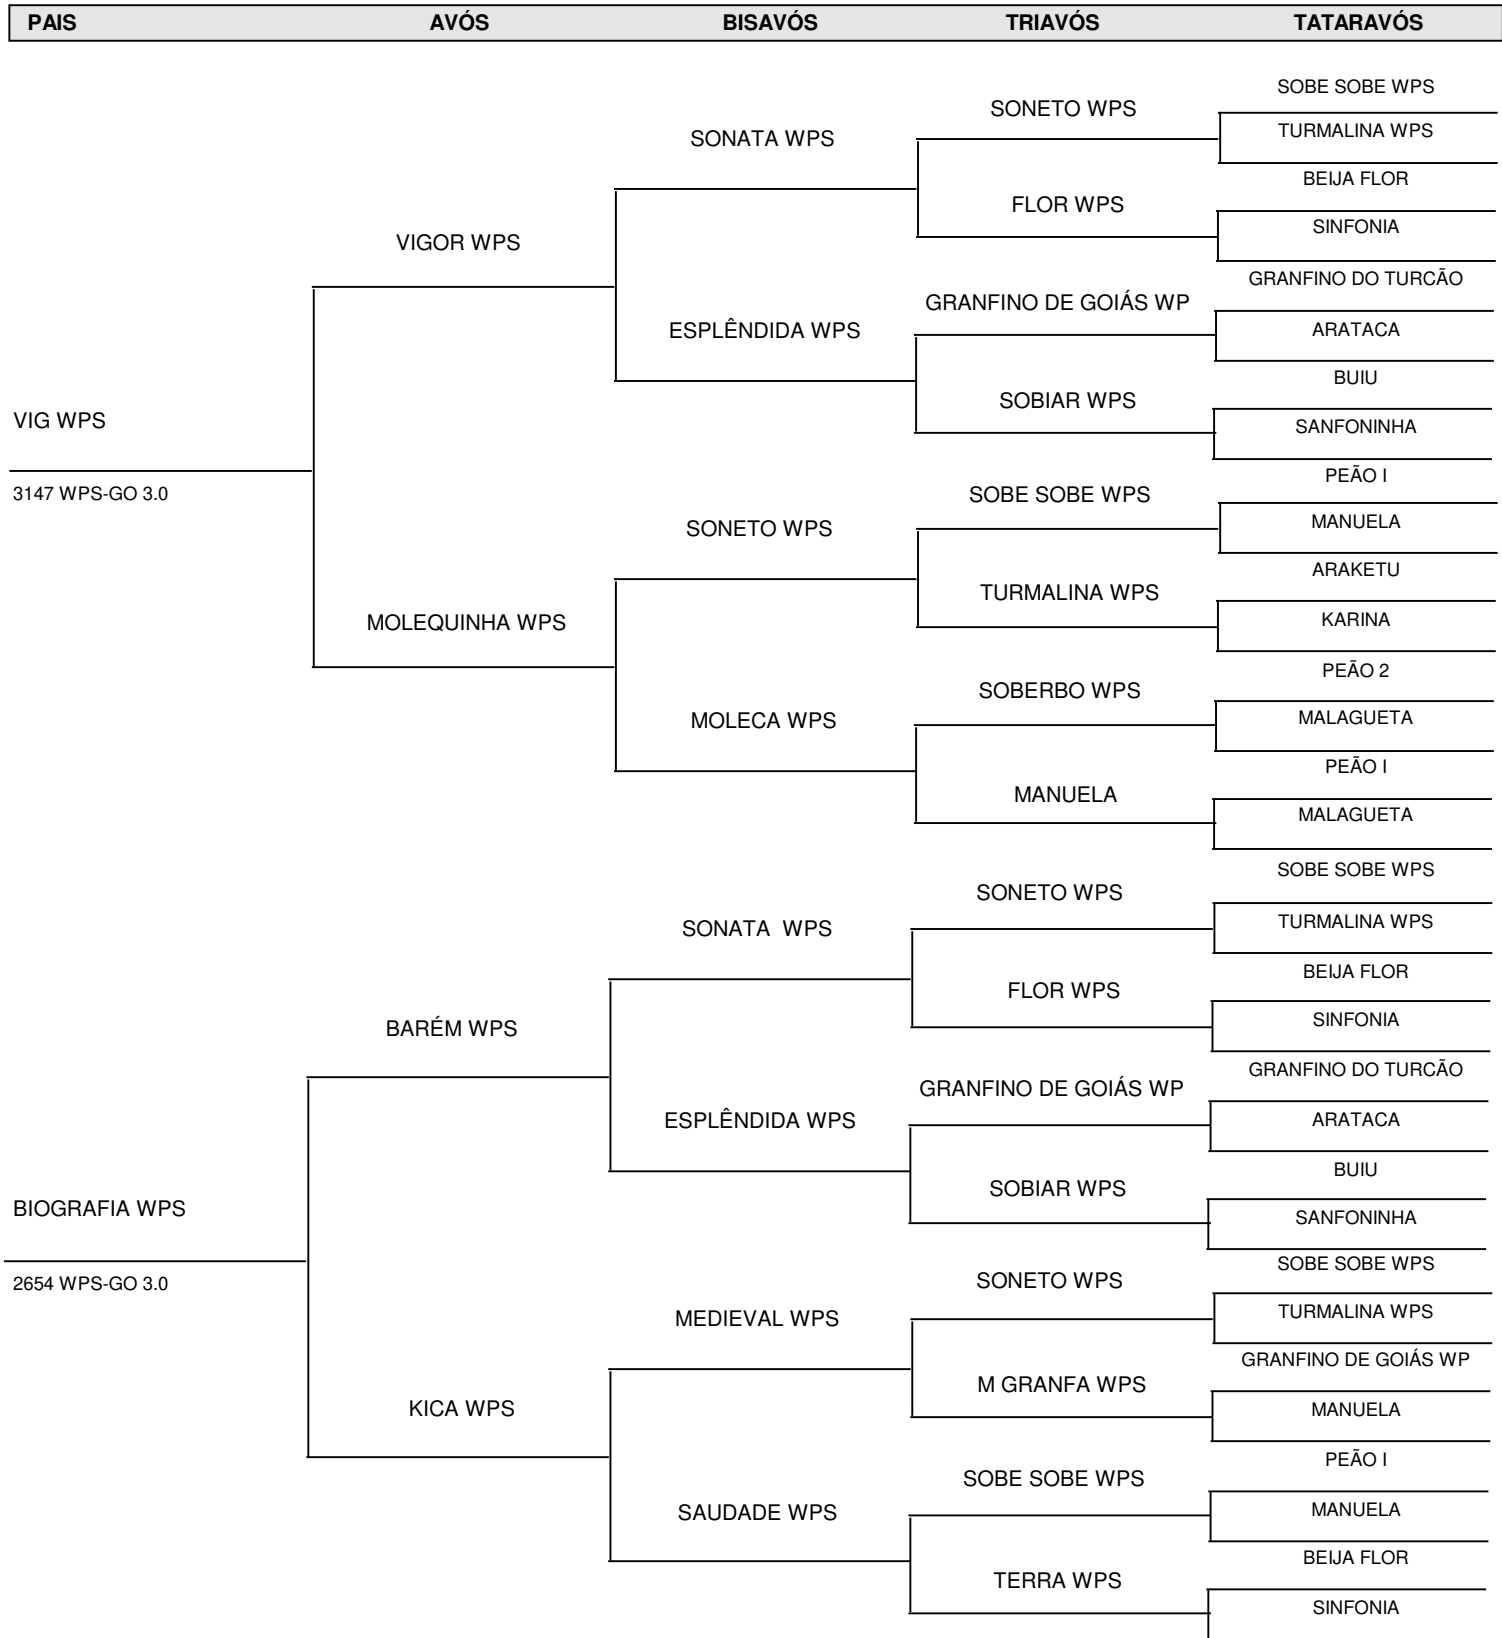 PAIS AVÓS BISAVÓS TRIAVÓS TATARAVÓS
SOBE SOBE WPS
SONETO WPS
TURMALINA WPS
SONATA WPS
BEIJA FLOR
FLOR WPS
SINFONIA
VIGOR WPS
GRANFINO DO TURCÃO
GRANFINO DE GOIÁS WP
ESPLÊNDIDA WPS
ARATACA
BUIU
SOBIAR WPS
VIG WPS
SANFONINHA
PEÃO I
3147 WPS-GO 3.0
SOBE SOBE WPS
SONETO WPS
MANUELA
ARAKETU
TURMALINA WPS
MOLEQUINHA WPS
KARINA
PEÃO 2
SOBERBO WPS
MOLECA WPS
MALAGUETA
PEÃO I
MANUELA
MALAGUETA
SOBE SOBE WPS
SONETO WPS
SONATA WPS
TURMALINA WPS
BEIJA FLOR
FLOR WPS
BARÉM WPS
SINFONIA
GRANFINO DO TURCÃO
GRANFINO DE GOIÁS WP
ESPLÊNDIDA WPS
ARATACA
BUIU
SOBIAR WPS
BIOGRAFIA WPS
SANFONINHA
SOBE SOBE WPS
2654 WPS-GO 3.0
SONETO WPS
MEDIEVAL WPS
TURMALINA WPS
GRANFINO DE GOIÁS WP
M GRANFA WPS
KICA WPS
MANUELA
PEÃO I
SOBE SOBE WPS
SAUDADE WPS
MANUELA
BEIJA FLOR
TERRA WPS
SINFONIA